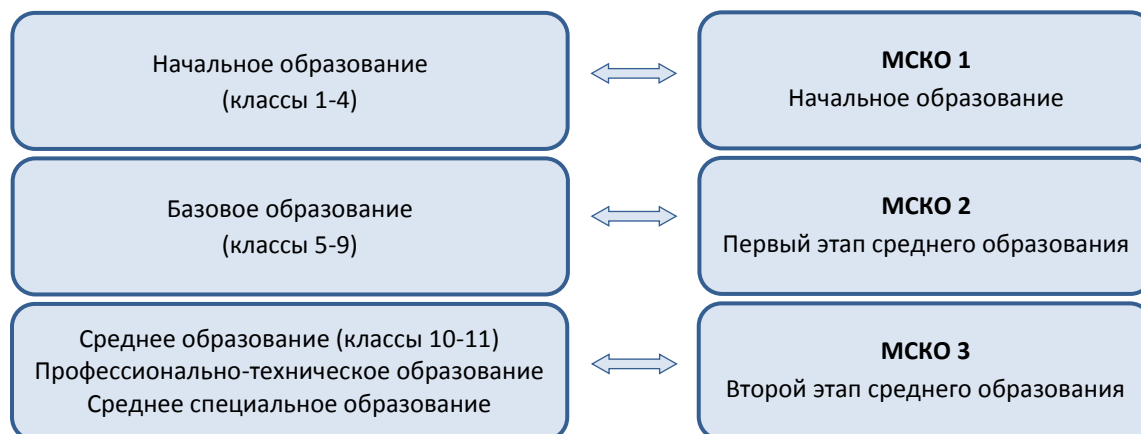 Начальное образование
(классы 1-4)
МСКО 1
Начальное образование
Базовое образование
(классы 5-9)
МСКО 2
Первый этап среднего образования
Среднее образование (классы 10-11)
Профессионально-техническое образование
Среднее специальное образование
МСКО 3
Второй этап среднего образования